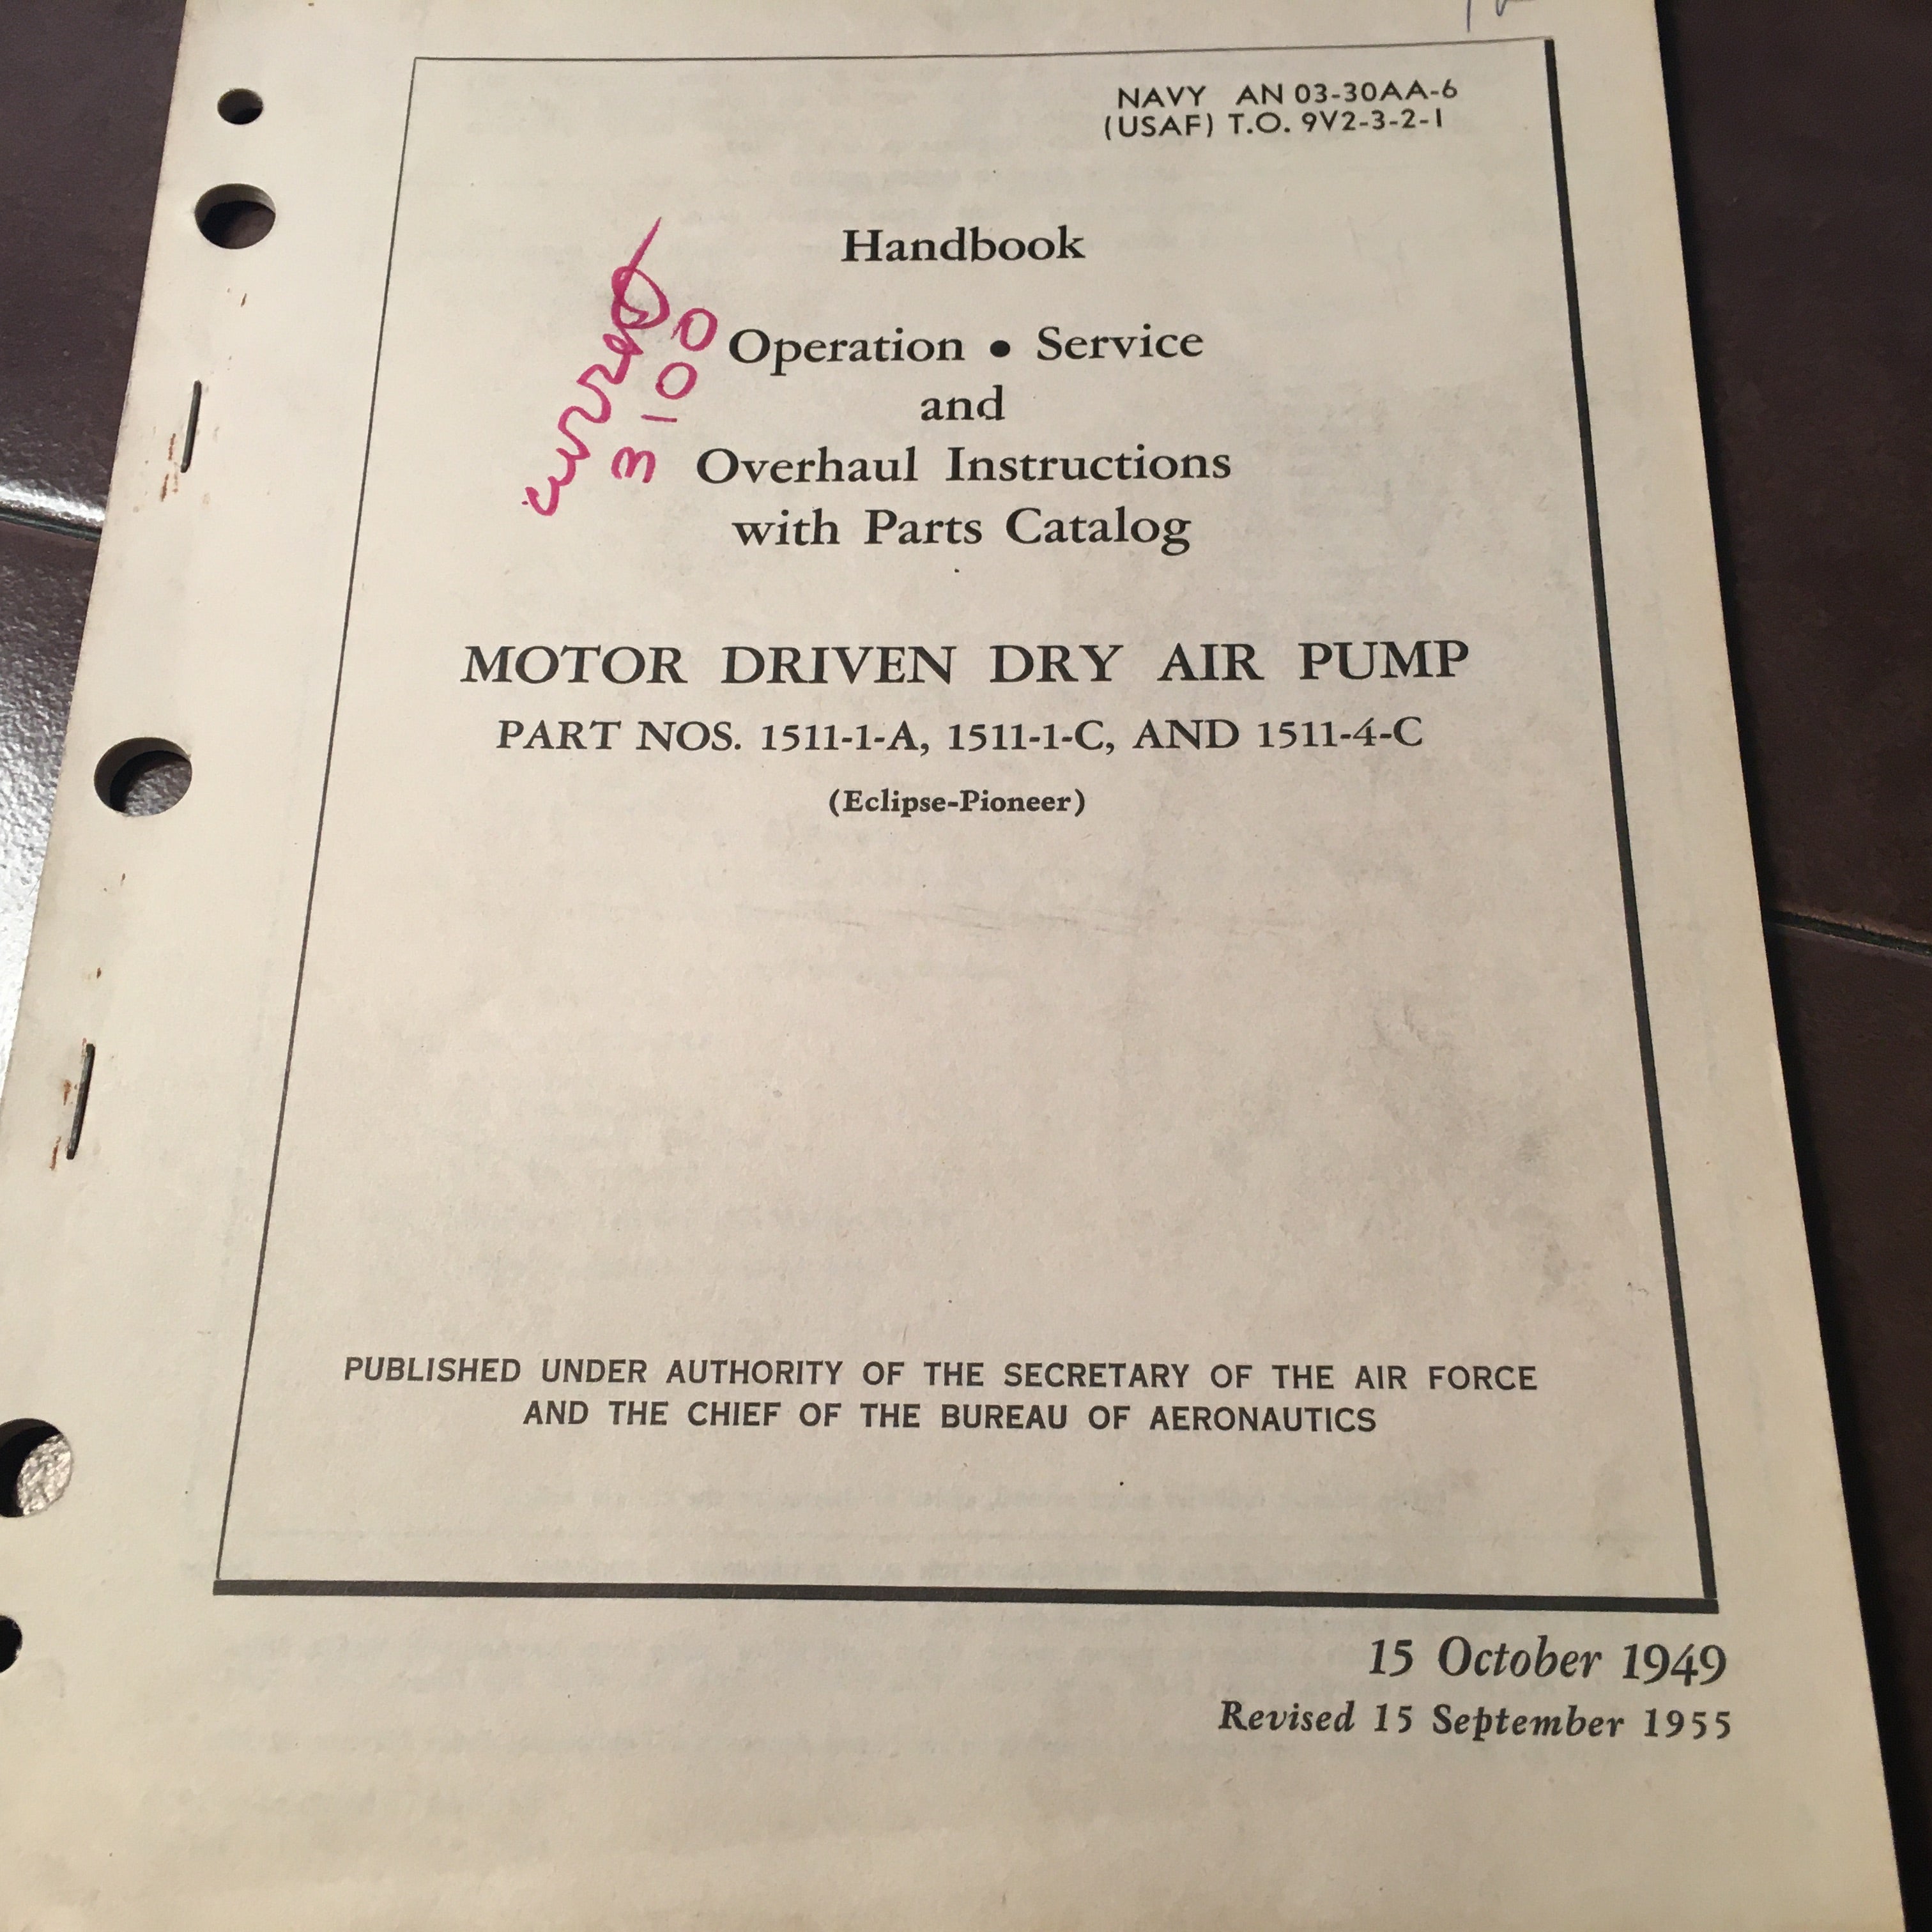 NAVY AN 03-30AA-6
(USAF) T.O. 9V2-3-2-1
Handbook
3100
Operation • Service
and
Overhaul Instructions
with Parts Catalog
MOTOR DRIVEN DRY AIR PUMP
PART NOS. 1511-1-A, 1511-1-C, AND 1511-4-C
(Eclipse-Pioneer)
PUBLISHED UNDER AUTHORITY OF THE SECRETARY OF THE AIR FORCE
AND THE CHIEF OF THE BUREAU OF AERONAUTICS
15 October 1949
Revised 15 September 1955